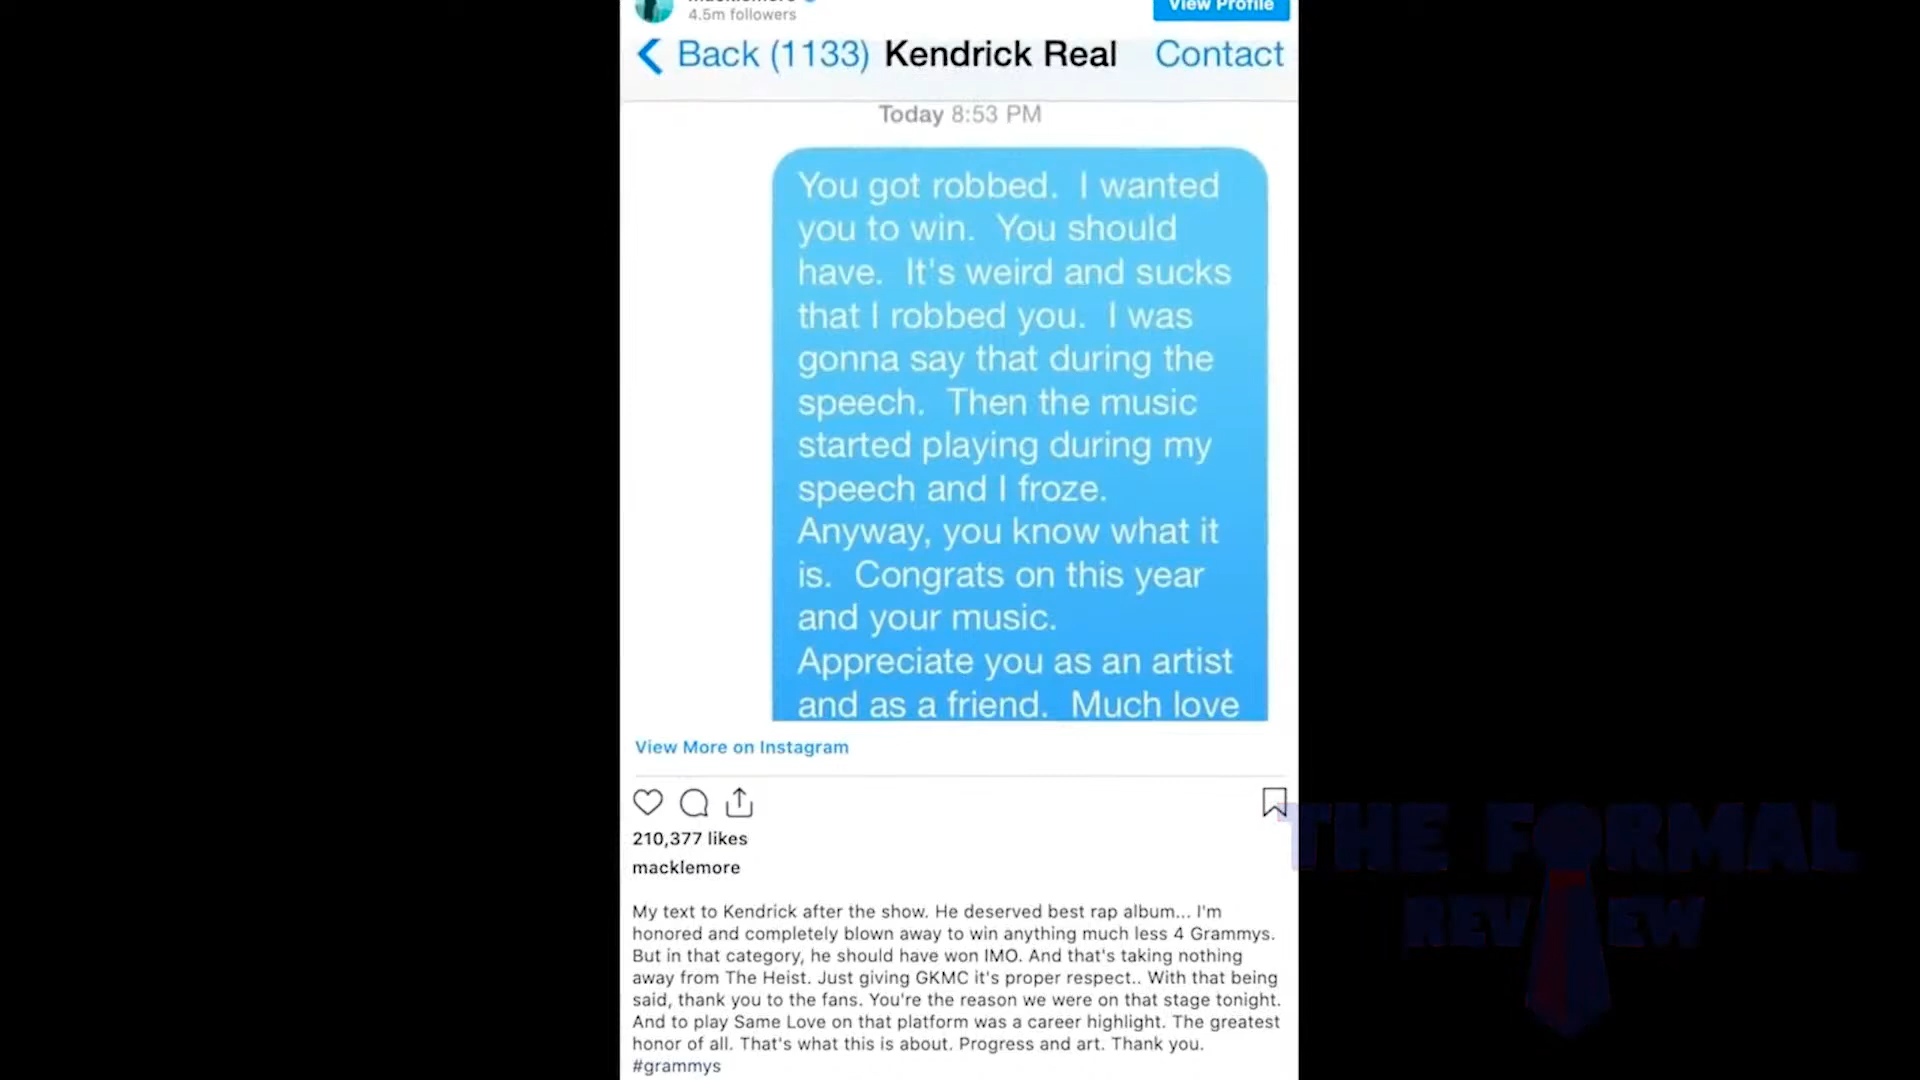 macklemore
4.5m followers
View Profile
Back (1133) Kendrick Real Contact
Today 8:53 PM
You got robbed. I wanted
you to win. You should
have. It's weird and sucks
that I robbed you. I was
gonna say that during the
speech. Then the music
started playing during my
speech and I froze.
Anyway, you know what it
is. Congrats on this year
and your music.
Appreciate you as an artist
and as a friend. Much love
View More on Instagram
210,377 likes
macklemore
My text to Kendrick after the show. He deserved best rap album... I'm
honored and completely blown away to win anything much less 4 Grammys.
But in that category, he should have won IMO. And that's taking nothing
away from The Heist. Just giving GKMC it's proper respect.. With that being
said, thank you to the fans. You're the reason we were on that stage tonight.
And to play Same Love on that platform was a career highlight. The greatest
honor of all. That's what this is about. Progress and art. Thank you.
#grammys
THE FORMAL
REVIEW